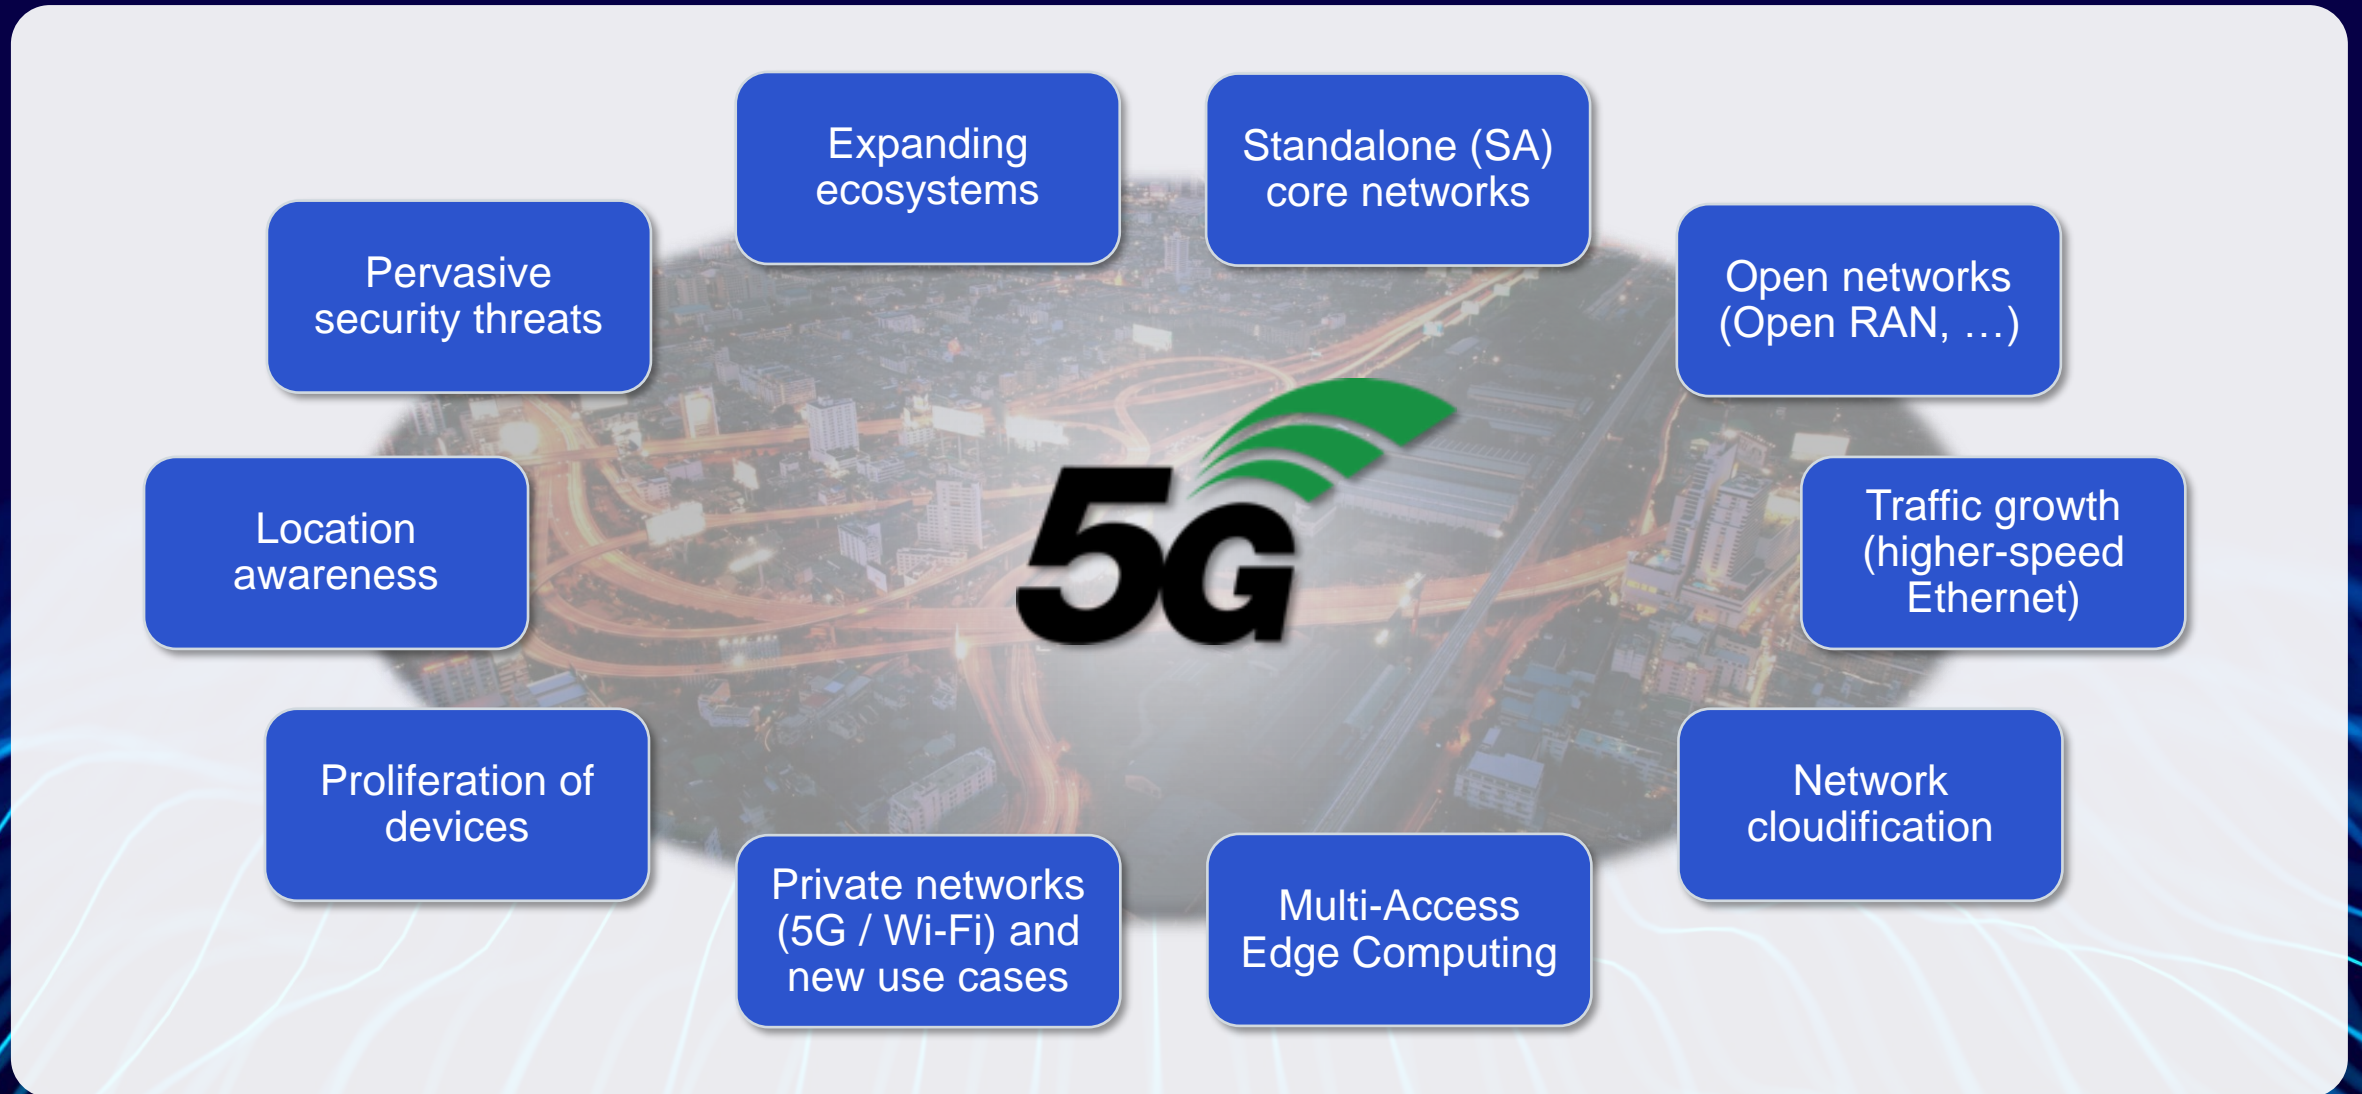 Expanding
ecosystems
Standalone (SA)
core networks
Pervasive
security threats
Open networks
(Open RAN, …)
5G
Location
awareness
Traffic growth
(higher-speed
Ethernet)
Proliferation of
devices
Network
cloudification
Private networks
(5G / Wi-Fi) and
new use cases
Multi-Access
Edge Computing